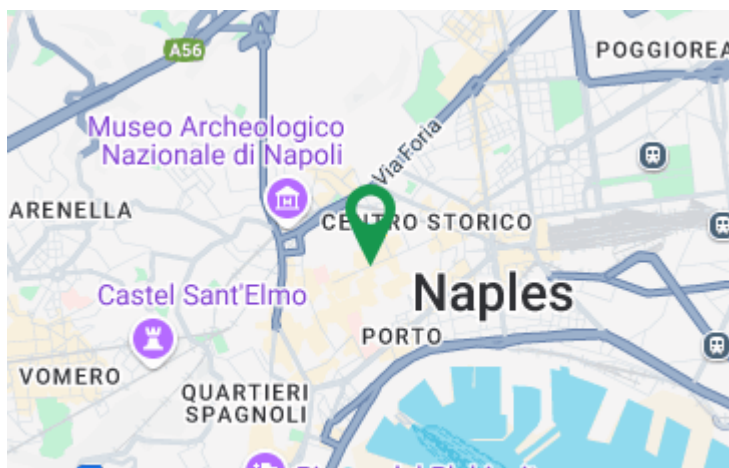 A56
POGGIOREA
Museo Archeologico
Nazionale di Napoli
Via Foria
ARENELLA
CENTRO STORICO
Castel Sant'Elmo
Naples
PORTO
VOMERO
QUARTIERI
SPAGNOLI